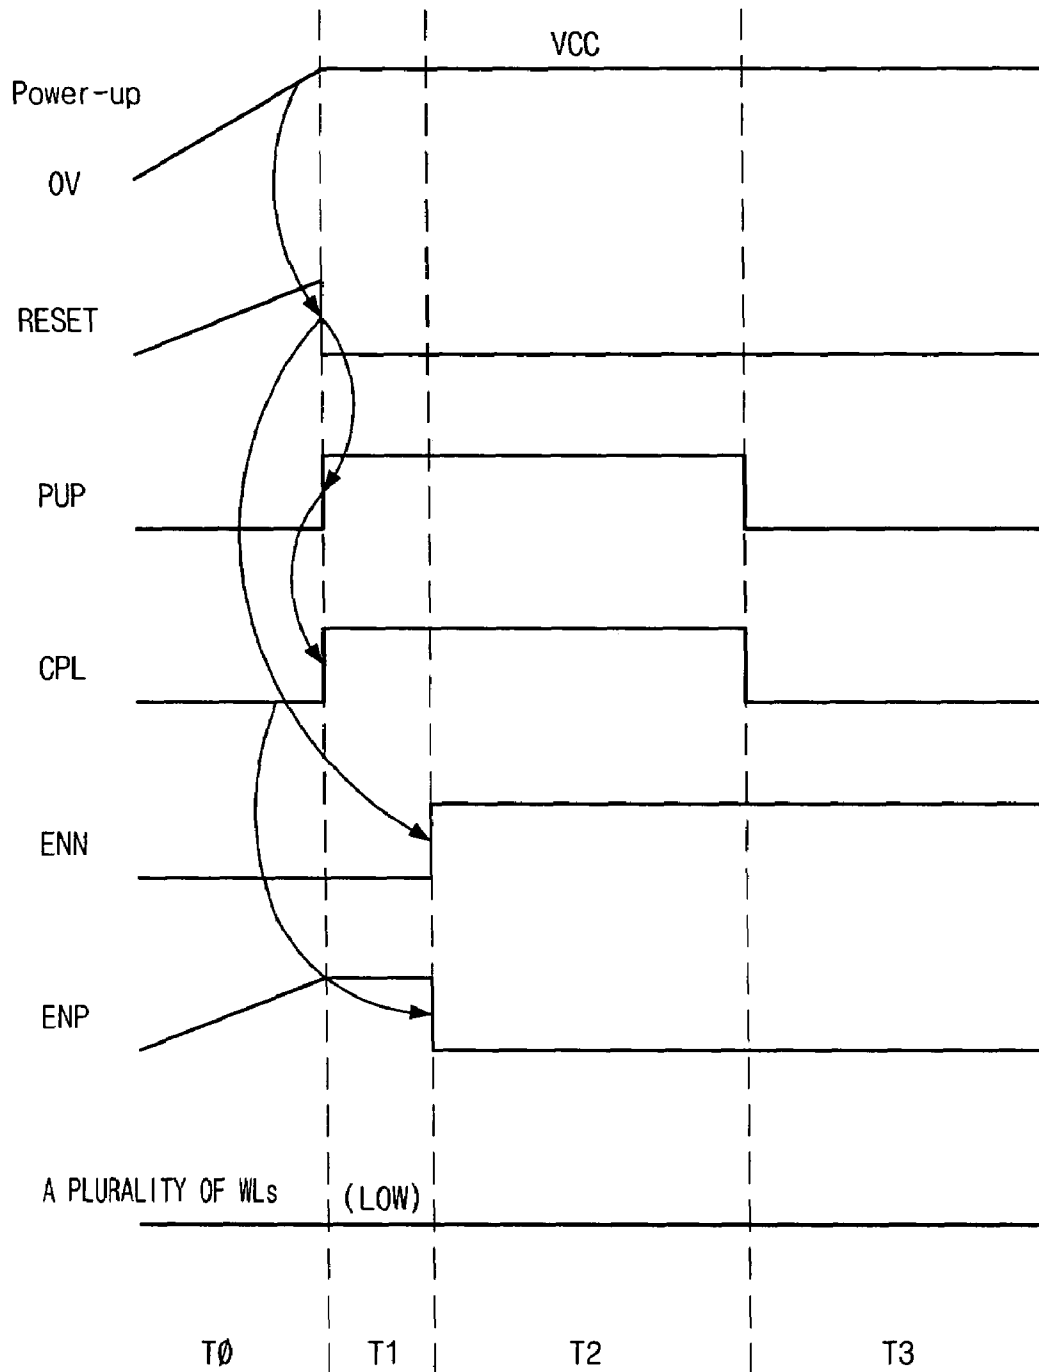 VCC
Power-up
0V
RESET
PUP
CPL
ENN
ENP
A PLURALITY OF WLs (LOW)
TØ T1 T2 T3